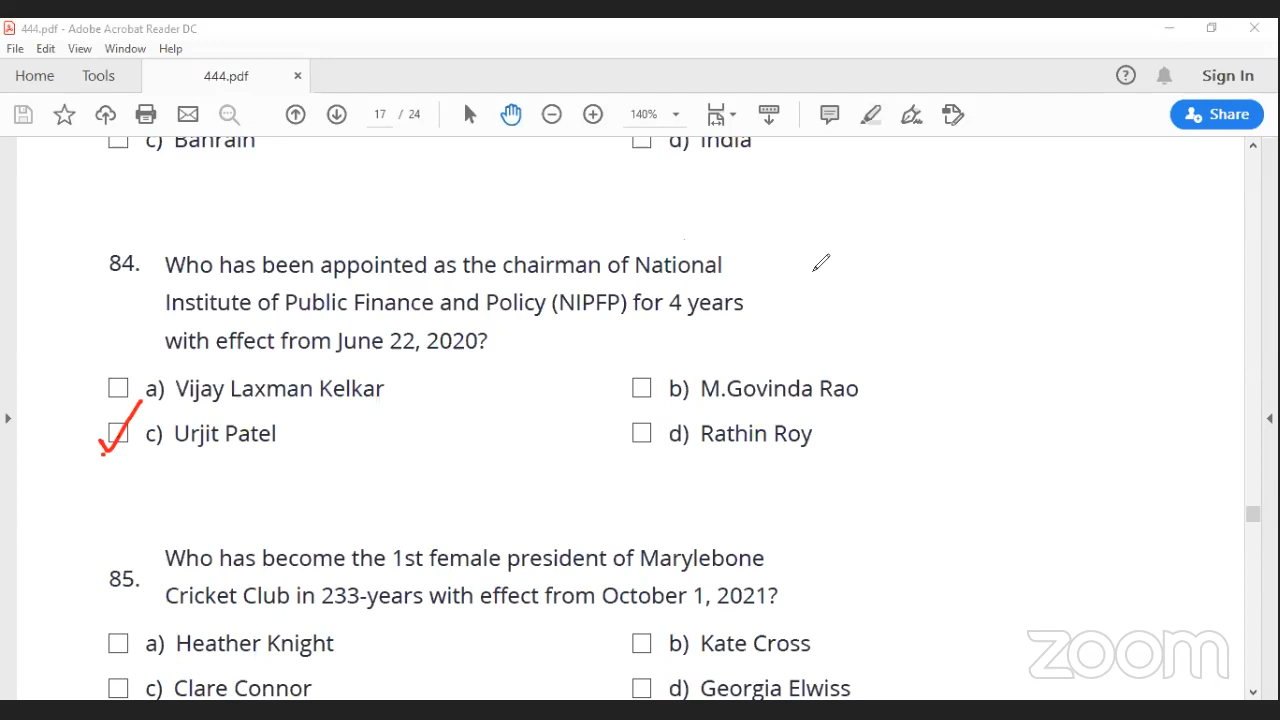 444.pdf - Adobe Acrobat Reader DC
File Edit View Window Help
Home Tools 444.pdf × Sign In
17 / 24 140% Share
c) Bahrain d) India
84. Who has been appointed as the chairman of National
Institute of Public Finance and Policy (NIPFP) for 4 years
with effect from June 22, 2020?
a) Vijay Laxman Kelkar b) M.Govinda Rao
c) Urjit Patel d) Rathin Roy
Who has become the 1st female president of Marylebone
85.
Cricket Club in 233-years with effect from October 1, 2021?
a) Heather Knight b) Kate Cross
c) Clare Connor d) Georgia Elwiss
zoom